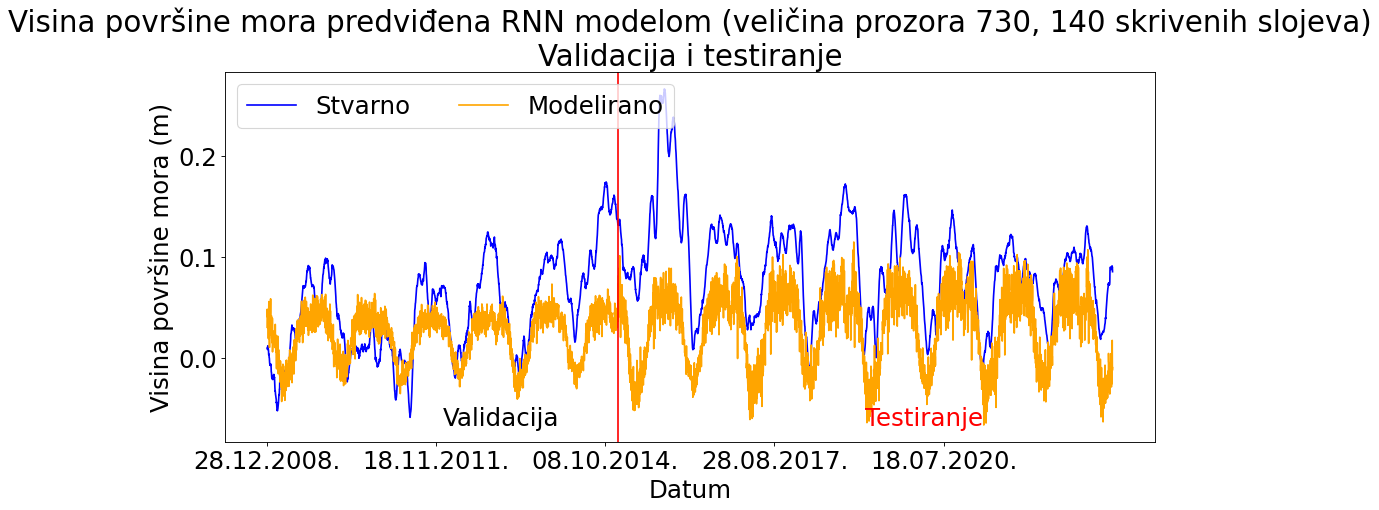 Visina površine mora predviđena RNN modelom (veličina prozora 730, 140 skrivenih slojeva)
Validacija i testiranje
Stvarno
Modelirano
Visina površine mora (m)
0.2
0.1
0.0
Validacija
Testiranje
28.12.2008.
18.11.2011.
08.10.2014.
28.08.2017.
18.07.2020.
Datum